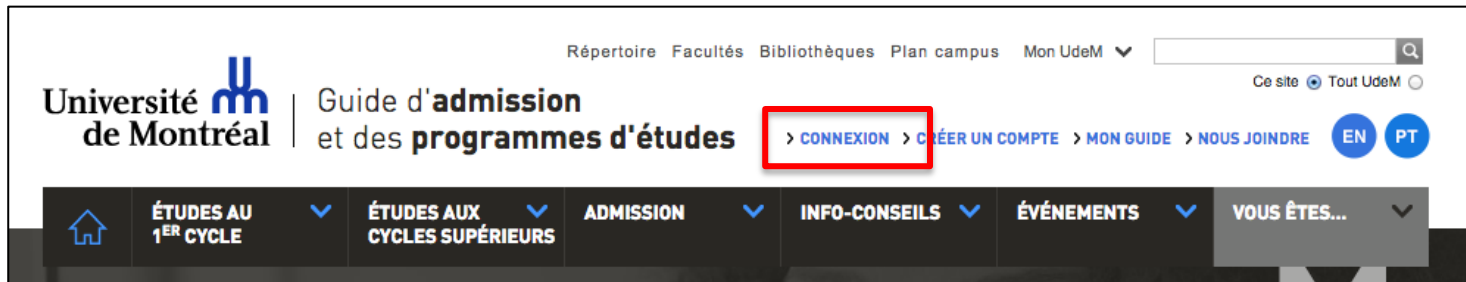 Répertoire Facultés Bibliothèques Plan campus Mon UdeM
Ce site Tout UdeM
Université de Montréal
Guide d'admission
et des programmes d'études
> CONNEXION > CRÉER UN COMPTE > MON GUIDE > NOUS JOINDRE EN PT
ÉTUDES AU
1ER CYCLE
ÉTUDES AUX
CYCLES SUPÉRIEURS
ADMISSION
INFO-CONSEILS
ÉVÉNEMENTS
VOUS ÊTES...